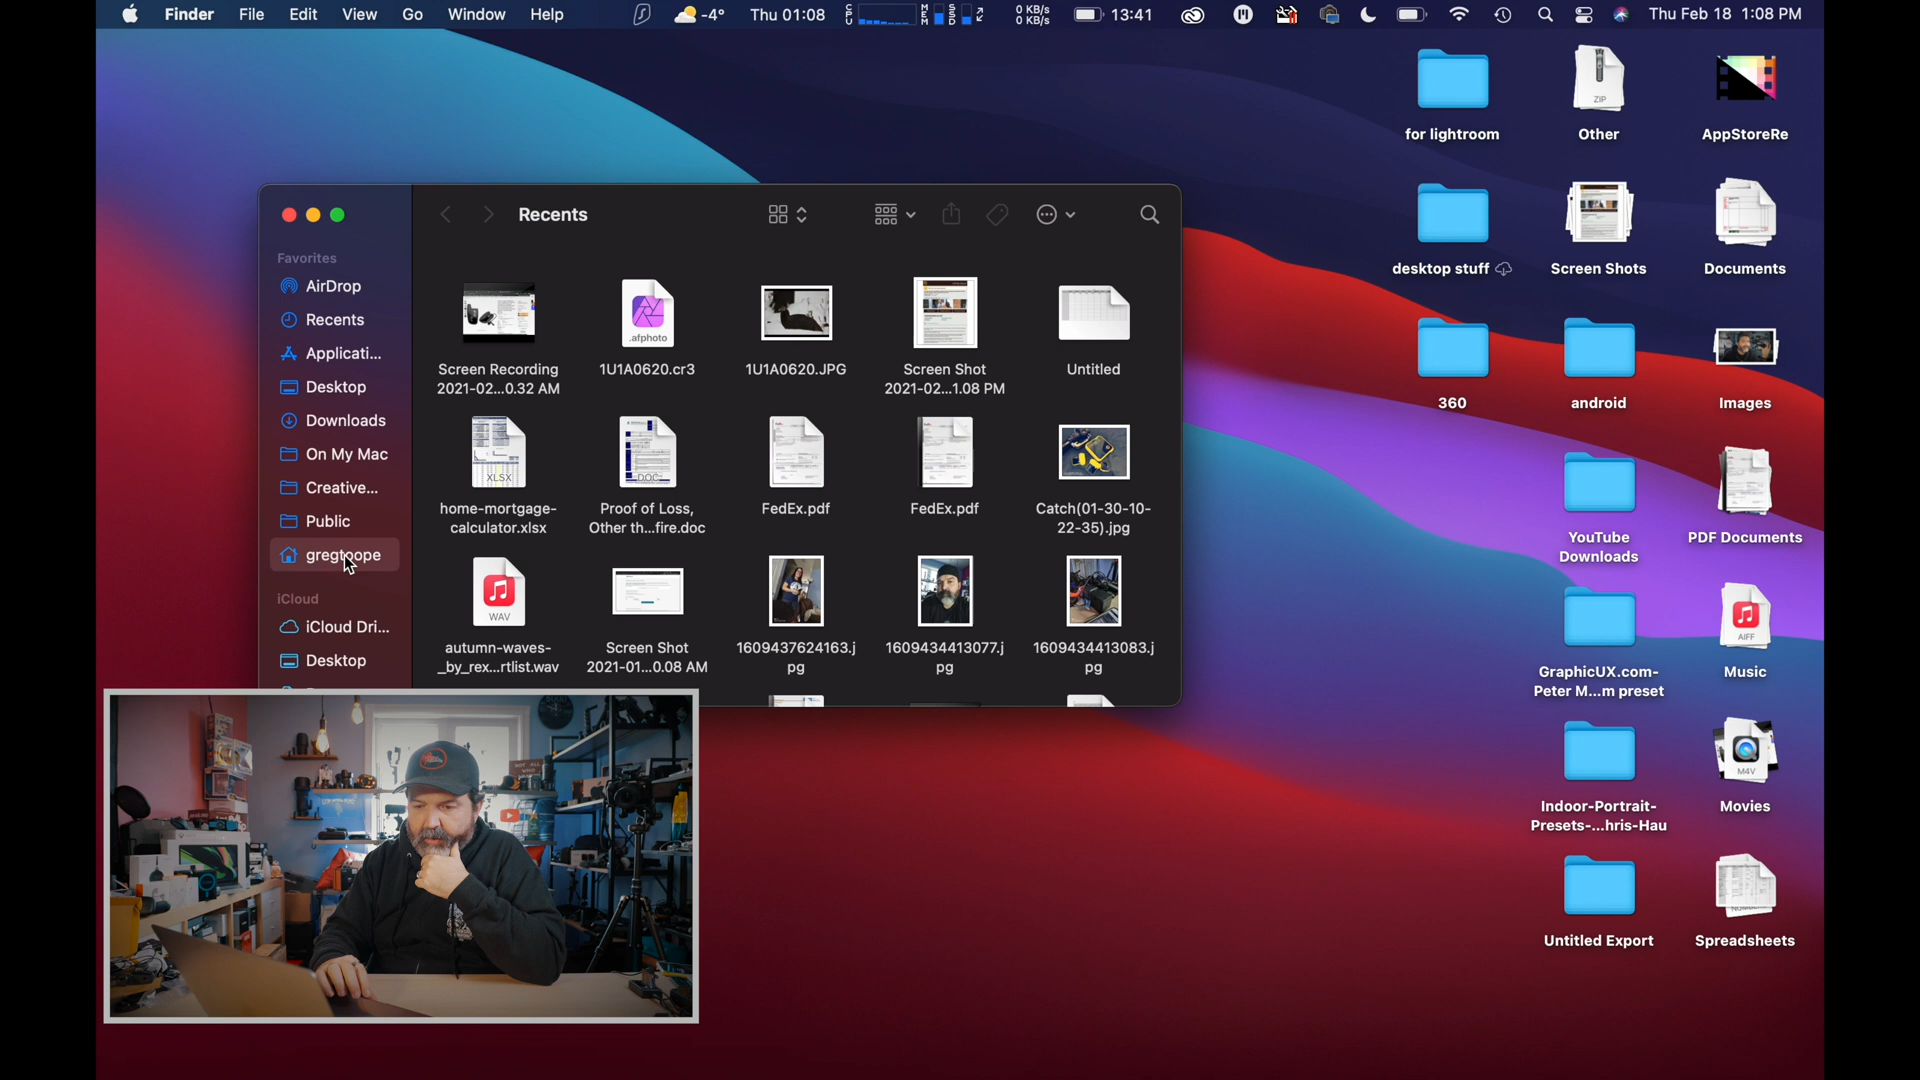 Finder File Edit View Go Window Help -4° Thu 01:08 CPU MEM SSD 0 KB/s 0 KB/s 13:41 Thu Feb 18 1:08 PM
for lightroom
ZIP
Other
AppStoreRe
desktop stuff
Screen Shots
Documents
360
android
Images
YouTube
Downloads
PDF Documents
GraphicUX.com-
Peter M...m preset
AIFF
Music
Indoor-Portrait-
Presets-...hris-Hau
M4V
Movies
Untitled Export
Spreadsheets
Recents
Favorites
AirDrop
Recents
Applicati...
Desktop
Downloads
On My Mac
Creative...
Public
gregtoope
iCloud
iCloud Dri...
Desktop
Screen Recording
2021-02...0.32 AM
.afphoto
1U1A0620.cr3
1U1A0620.JPG
Screen Shot
2021-02...1.08 PM
Untitled
XLSX
home-mortgage-
calculator.xlsx
DOC
Proof of Loss,
Other th...fire.doc
FedEx.pdf
FedEx.pdf
Catch(01-30-10-
22-35).jpg
WAV
autumn-waves-
_by_rex...rtlist.wav
Screen Shot
2021-01...0.08 AM
1609437624163.j
pg
1609434413077.j
pg
1609434413083.j
pg